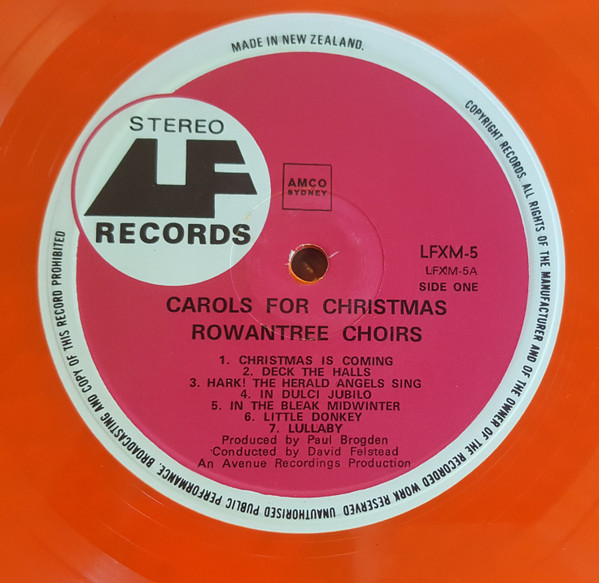 MADE IN NEW ZEALAND.
COPYRIGHT RECORDS. ALL RIGHTS OF THE MANUFACTURER AND OF THE OWNER OF THE RECORDED WORK RESERVED UNAUTHORISED PUBLIC PERFORMANCE, BROADCASTING AND COPY OF THIS RECORD PROHIBITED
STEREO
LF
RECORDS
AMCO
SYDNEY
LFXM-5
LFXM-5A
SIDE ONE
CAROLS FOR CHRISTMAS
ROWANTREE CHOIRS
1. CHRISTMAS IS COMING
2. DECK THE HALLS
3. HARK! THE HERALD ANGELS SING
4. IN DULCI JUBILO
5. IN THE BLEAK MIDWINTER
6. LITTLE DONKEY
7. LULLABY
Produced by Paul Brogden
Conducted by David Felstead
An Avenue Recordings Production